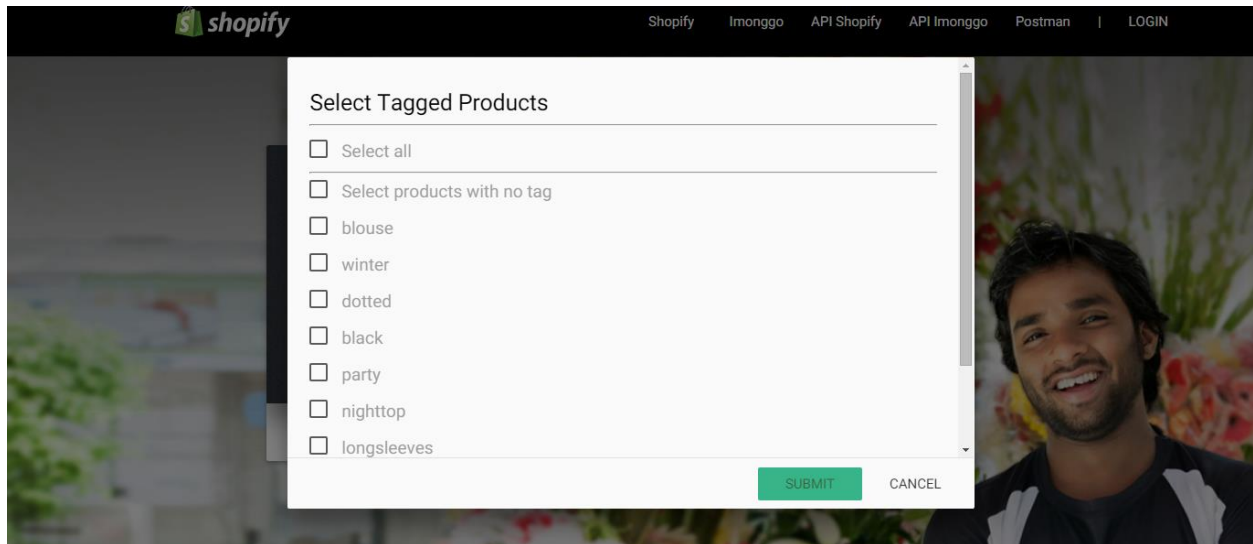 shopify
Shopify Imonggo API Shopify API Imonggo Postman | LOGIN
Select Tagged Products
Select all
Select products with no tag
blouse
winter
dotted
black
party
nighttop
longsleeves
SUBMIT CANCEL